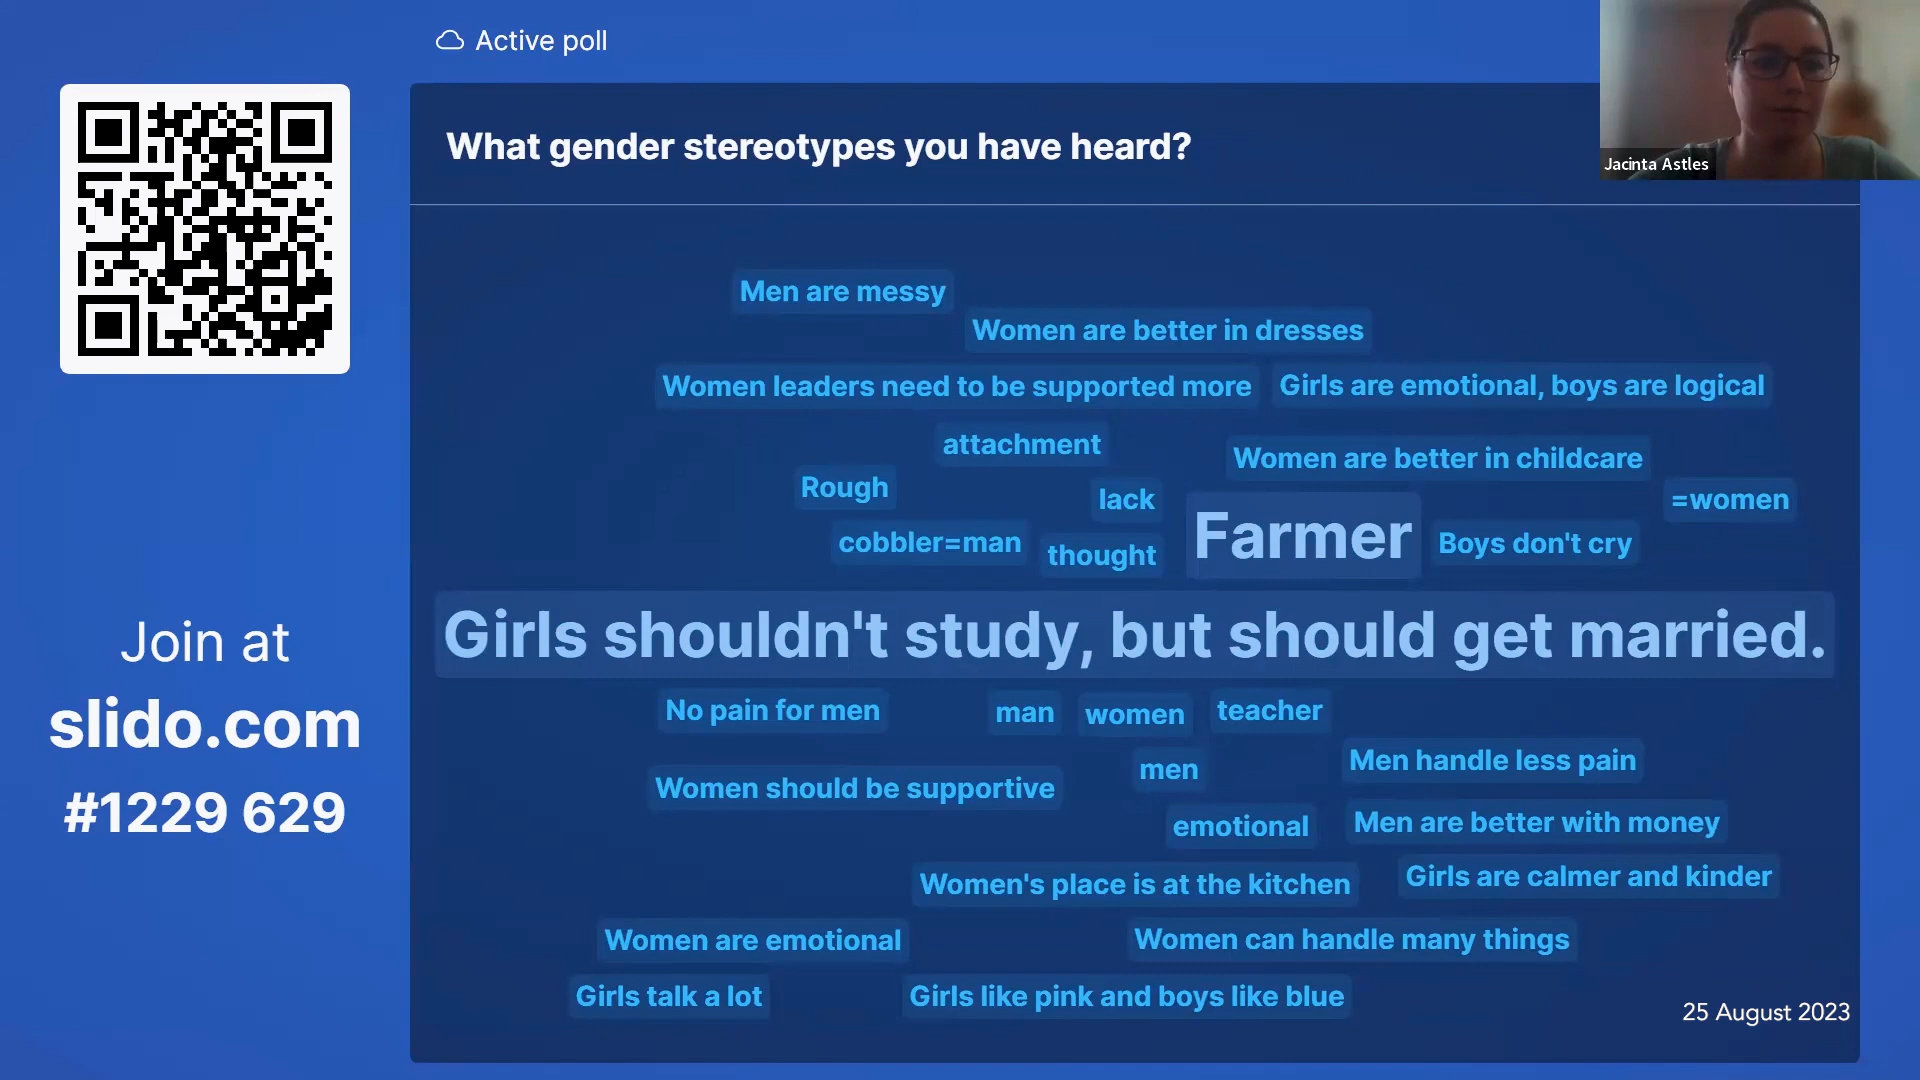 Active poll
What gender stereotypes you have heard?
Jacinta Astles
Men are messy
Women are better in dresses
Women leaders need to be supported more
Girls are emotional, boys are logical
attachment
Women are better in childcare
Rough
lack
=women
cobbler=man
thought
Farmer
Boys don't cry
Girls shouldn't study, but should get married.
No pain for men
man
women
teacher
men
Men handle less pain
Women should be supportive
emotional
Men are better with money
Women's place is at the kitchen
Girls are calmer and kinder
Women are emotional
Women can handle many things
Girls talk a lot
Girls like pink and boys like blue
25 August 2023
Join at
slido.com
#1229 629